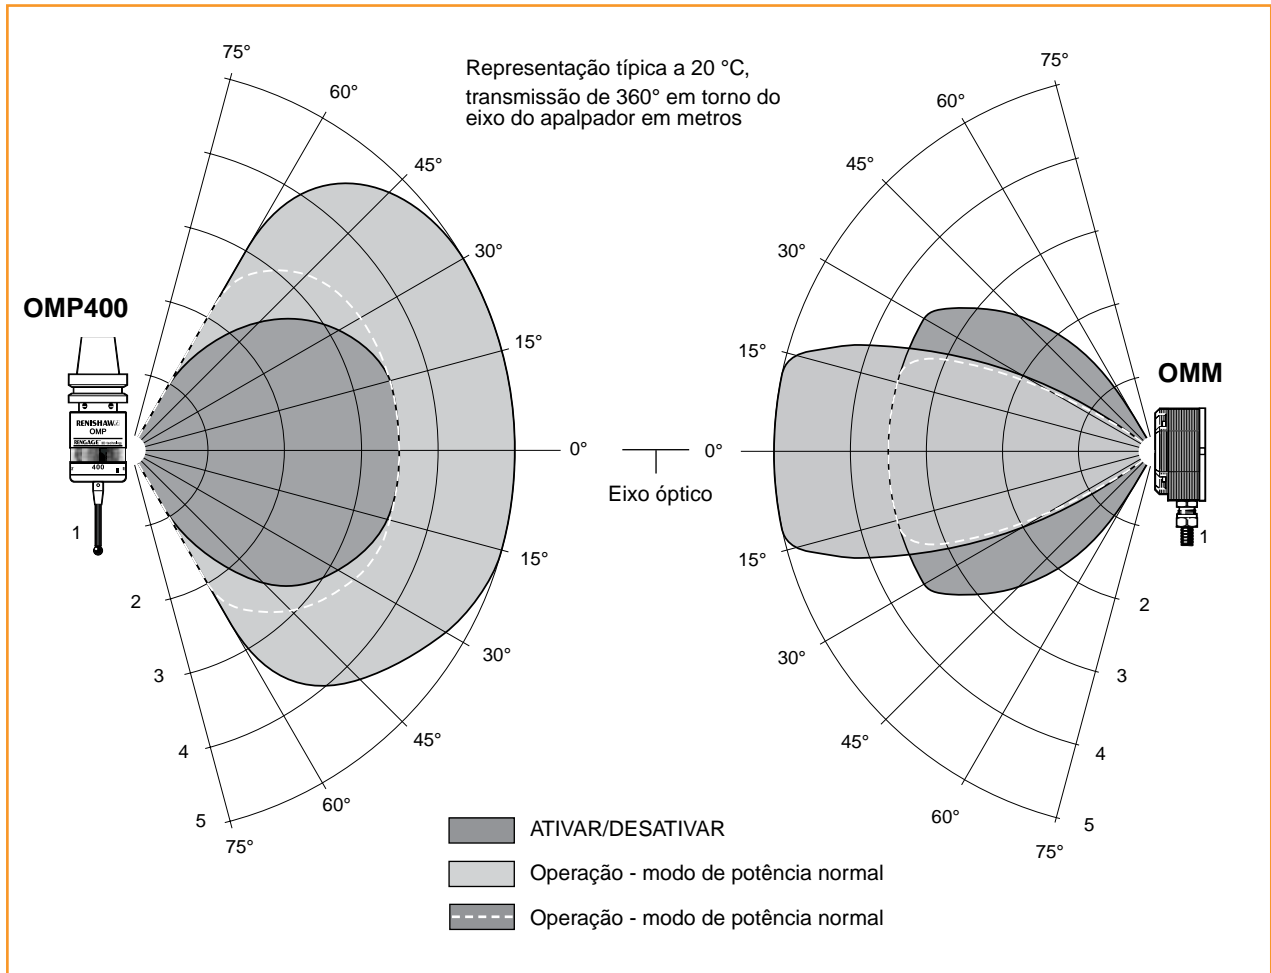 Representação típica a 20 °C,
transmissão de 360° em torno do
eixo do apalpador em metros
75°
60°
45°
30°
15°
0°
15°
30°
45°
60°
75°
OMP400
RENISHAW
OMP
RENGAGE
400
1
2
3
4
5
Eixo óptico
75°
60°
45°
30°
15°
0°
15°
30°
45°
60°
75°
OMM
1
2
3
4
5
ATIVAR/DESATIVAR
Operação - modo de potência normal
Operação - modo de potência normal